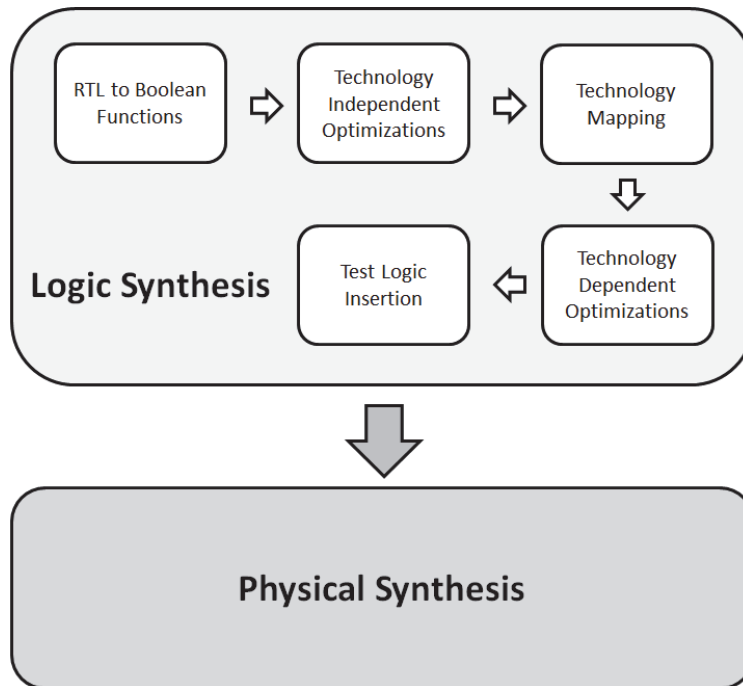 RTL to Boolean
Functions
Technology
Independent
Optimizations
Technology
Mapping
Technology
Dependent
Optimizations
Test Logic
Insertion
Logic Synthesis
Physical Synthesis